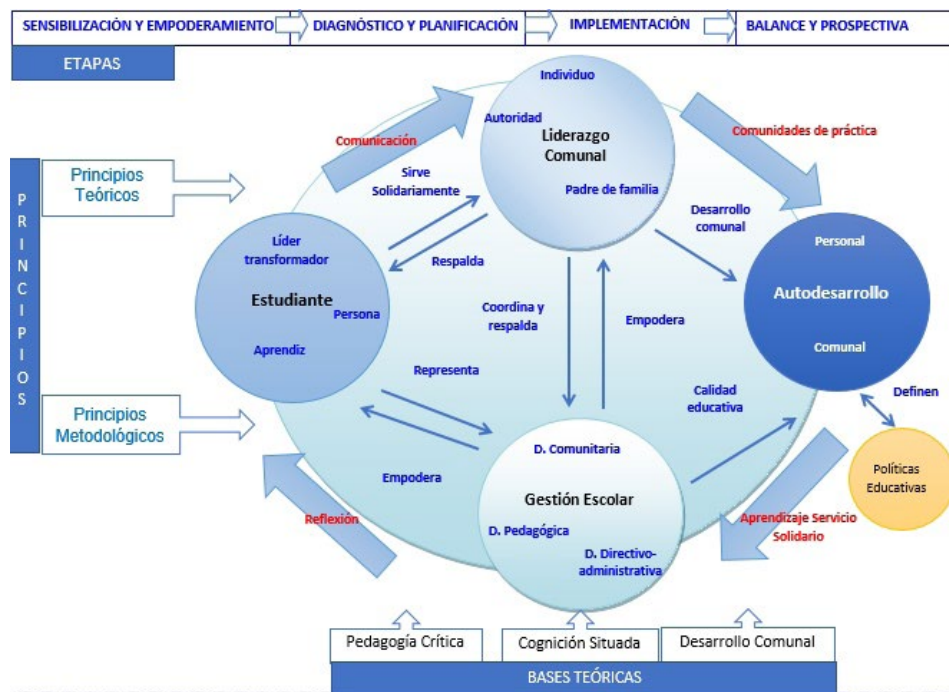 SENSIBILIZACIÓN Y EMPODERAMIENTO
DIAGNÓSTICO Y PLANIFICACIÓN
IMPLEMENTACIÓN
BALANCE Y PROSPECTIVA
ETAPAS
Individuo
Autoridad
Liderazgo
Comunal
Padre de familia
Comunicación
Comunidades de práctica
PRINCIPIOS
Principios
Teóricos
Sirve
Solidariamente
Respalda
Desarrollo
comunal
Líder
transformador
Estudiante
Persona
Aprendiz
Personal
Autodesarrollo
Comunal
Coordina y
respalda
Empodera
Representa
Calidad
educativa
Definen
Principios
Metodológicos
Empodera
D. Comunitaria
Gestión Escolar
D. Pedagógica
D. Directivo-
administrativa
Políticas
Educativas
Reflexión
Aprendizaje Servicio
Solidario
Pedagogía Crítica
Cognición Situada
Desarrollo Comunal
BASES TEÓRICAS